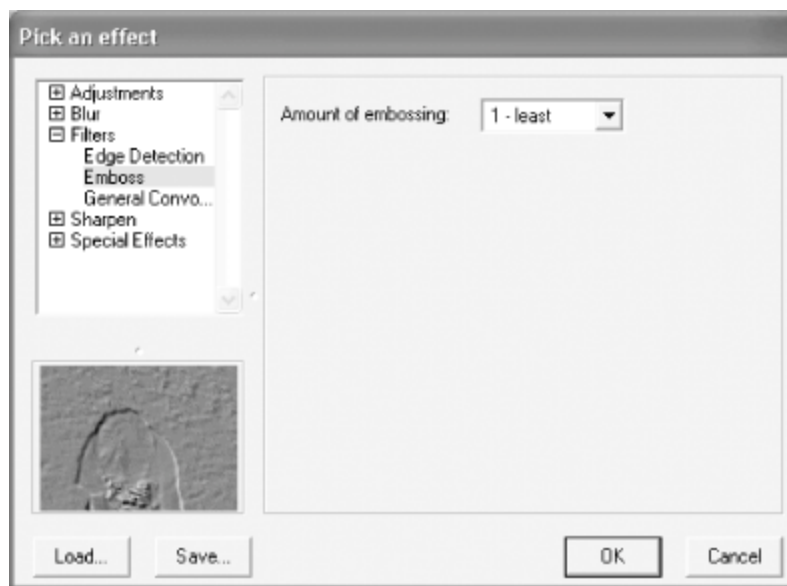 Pick an effect
Adjustments
Blur
Filters
Edge Detection
Emboss
General Convo...
Sharpen
Special Effects
Amount of embossing:
1 - least
Load...
Save...
OK
Cancel